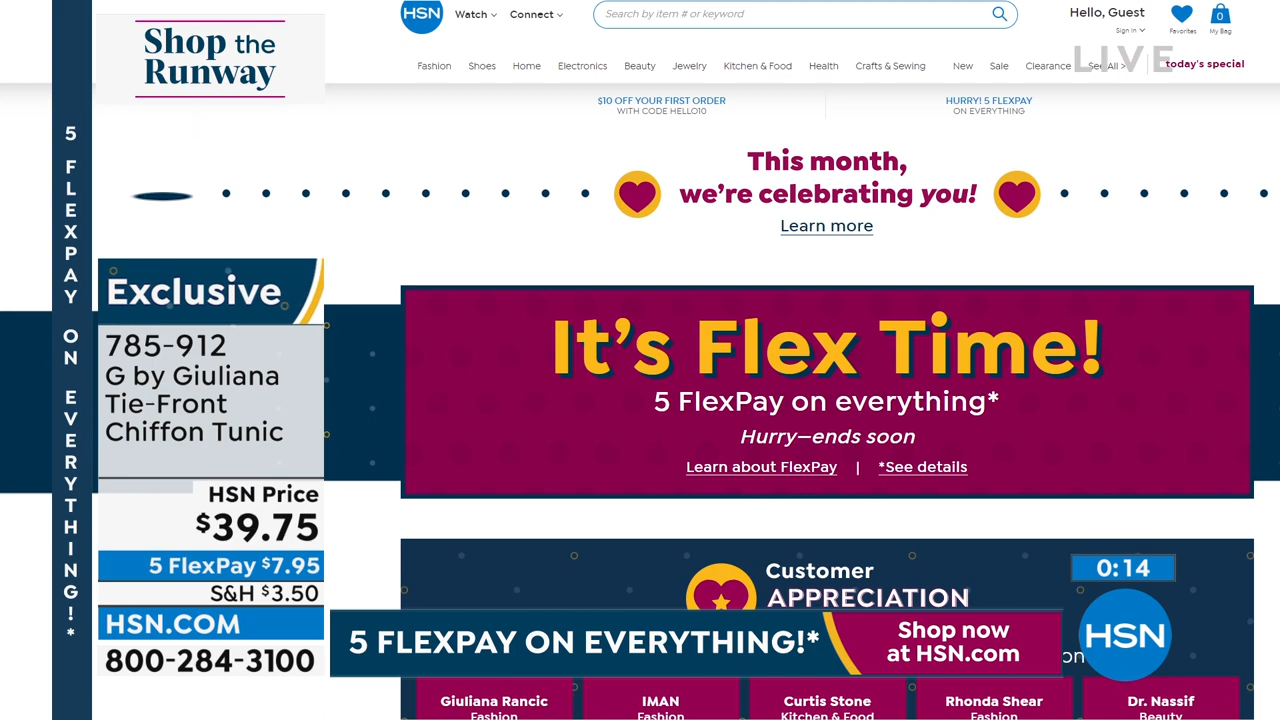 Shop the
Runway
5 FLEXPAY ON EVERYTHING!*
HSN
Watch
Connect
Search by item # or keyword
Hello, Guest
Sign In
Favorites
0
My Bag
Fashion
Shoes
Home
Electronics
Beauty
Jewelry
Kitchen & Food
Health
Crafts & Sewing
New
Sale
Clearance
See All >
LIVE
today's special
$10 OFF YOUR FIRST ORDER
WITH CODE HELLO10
HURRY! 5 FLEXPAY
ON EVERYTHING
This month,
we're celebrating you!
Learn more
Exclusive
785-912
G by Giuliana
Tie-Front
Chiffon Tunic
HSN Price
$39.75
5 FlexPay $7.95
S&H $3.50
HSN.COM
800-284-3100
It's Flex Time!
5 FlexPay on everything*
Hurry—ends soon
Learn about FlexPay | *See details
Customer
APPRECIATION
0:14
5 FLEXPAY ON EVERYTHING!*
Shop now
at HSN.com
on
HSN
Giuliana Rancic
Fashion
IMAN
Fashion
Curtis Stone
Kitchen & Food
Rhonda Shear
Fashion
Dr. Nassif
Beauty